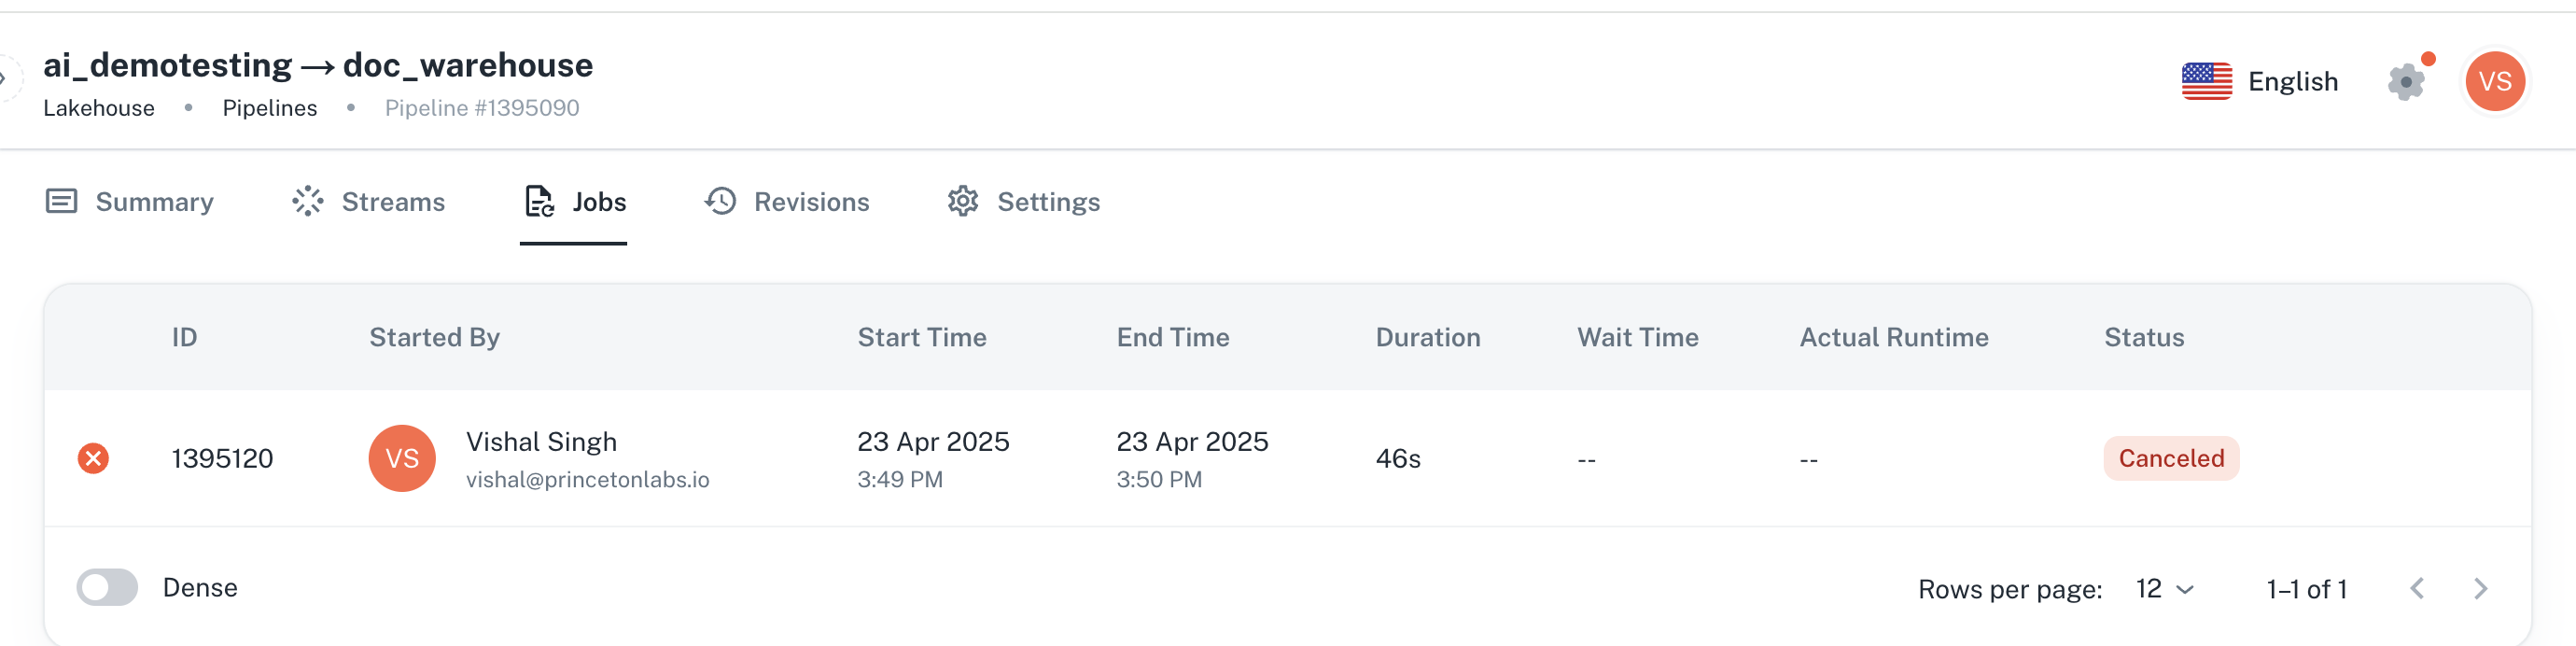 ai_demotesting → doc_warehouse
Lakehouse • Pipelines • Pipeline #1395090
English
VS
Summary Streams Jobs Revisions Settings
ID Started By Start Time End Time Duration Wait Time Actual Runtime Status
1395120 VS Vishal Singh 23 Apr 2025 23 Apr 2025 46s -- -- Canceled
vishal@princetonlabs.io 3:49 PM 3:50 PM
Dense Rows per page: 12 1–1 of 1